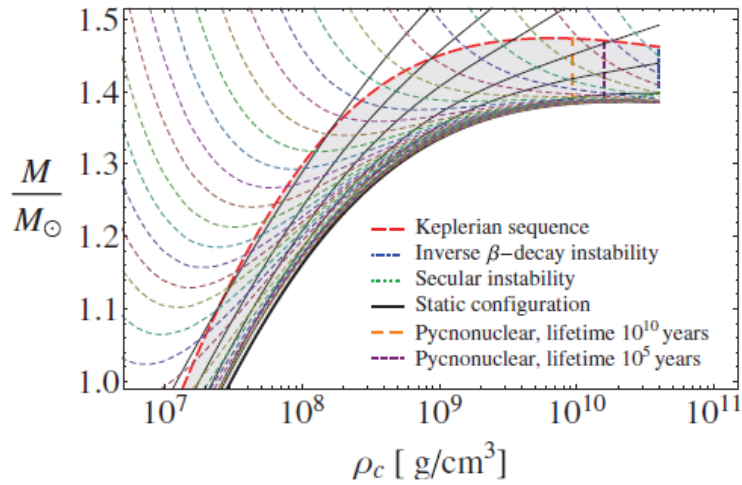 1.5
1.4
1.3
1.2
1.1
1.0
M
M☉
Keplerian sequence
Inverse β-decay instability
Secular instability
Static configuration
Pycnonuclear, lifetime 10¹⁰ years
Pycnonuclear, lifetime 10⁵ years
10⁷ 10⁸ 10⁹ 10¹⁰ 10¹¹
ρc [ g/cm³]